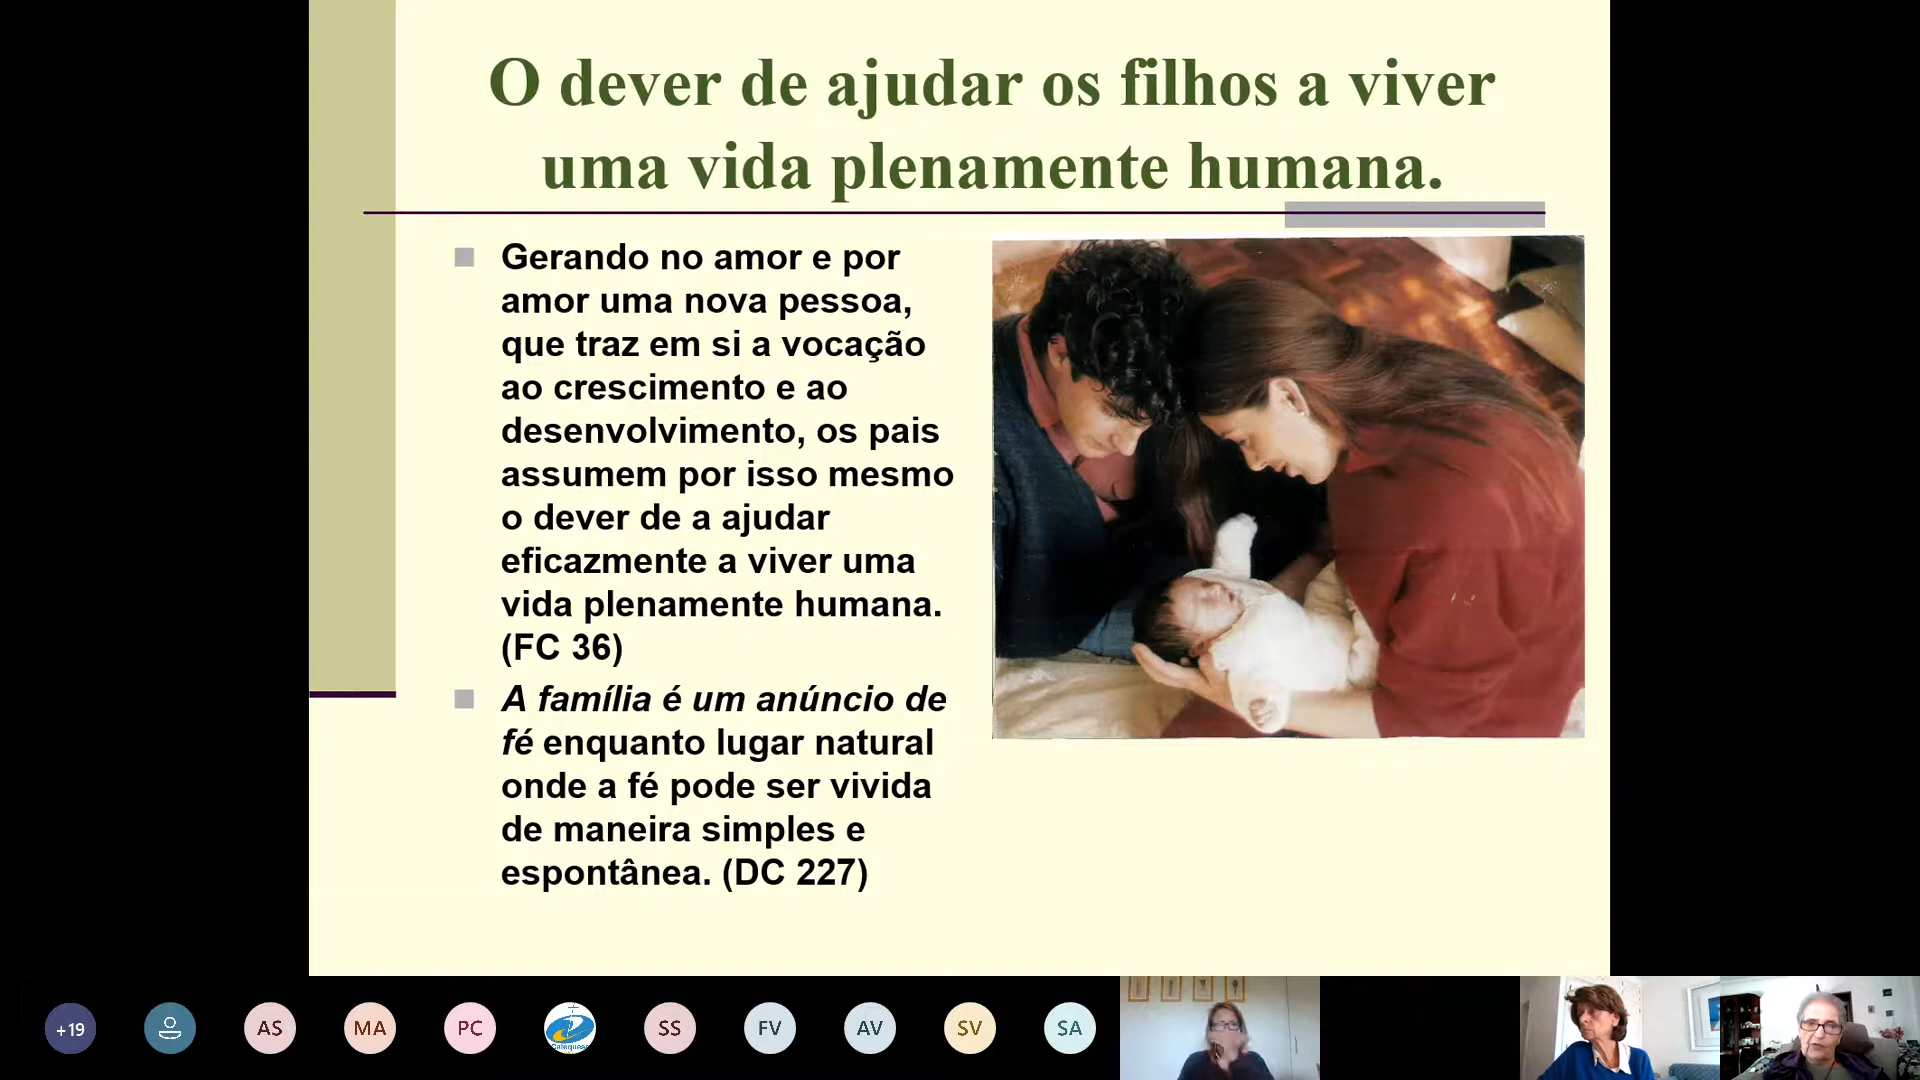 O dever de ajudar os filhos a viver
uma vida plenamente humana.
Gerando no amor e por
amor uma nova pessoa,
que traz em si a vocação
ao crescimento e ao
desenvolvimento, os pais
assumem por isso mesmo
o dever de a ajudar
eficazmente a viver uma
vida plenamente humana.
(FC 36)
A família é um anúncio de
fé enquanto lugar natural
onde a fé pode ser vivida
de maneira simples e
espontânea. (DC 227)
+19
AS
MA
PC
Catequese
SS
FV
AV
SV
SA